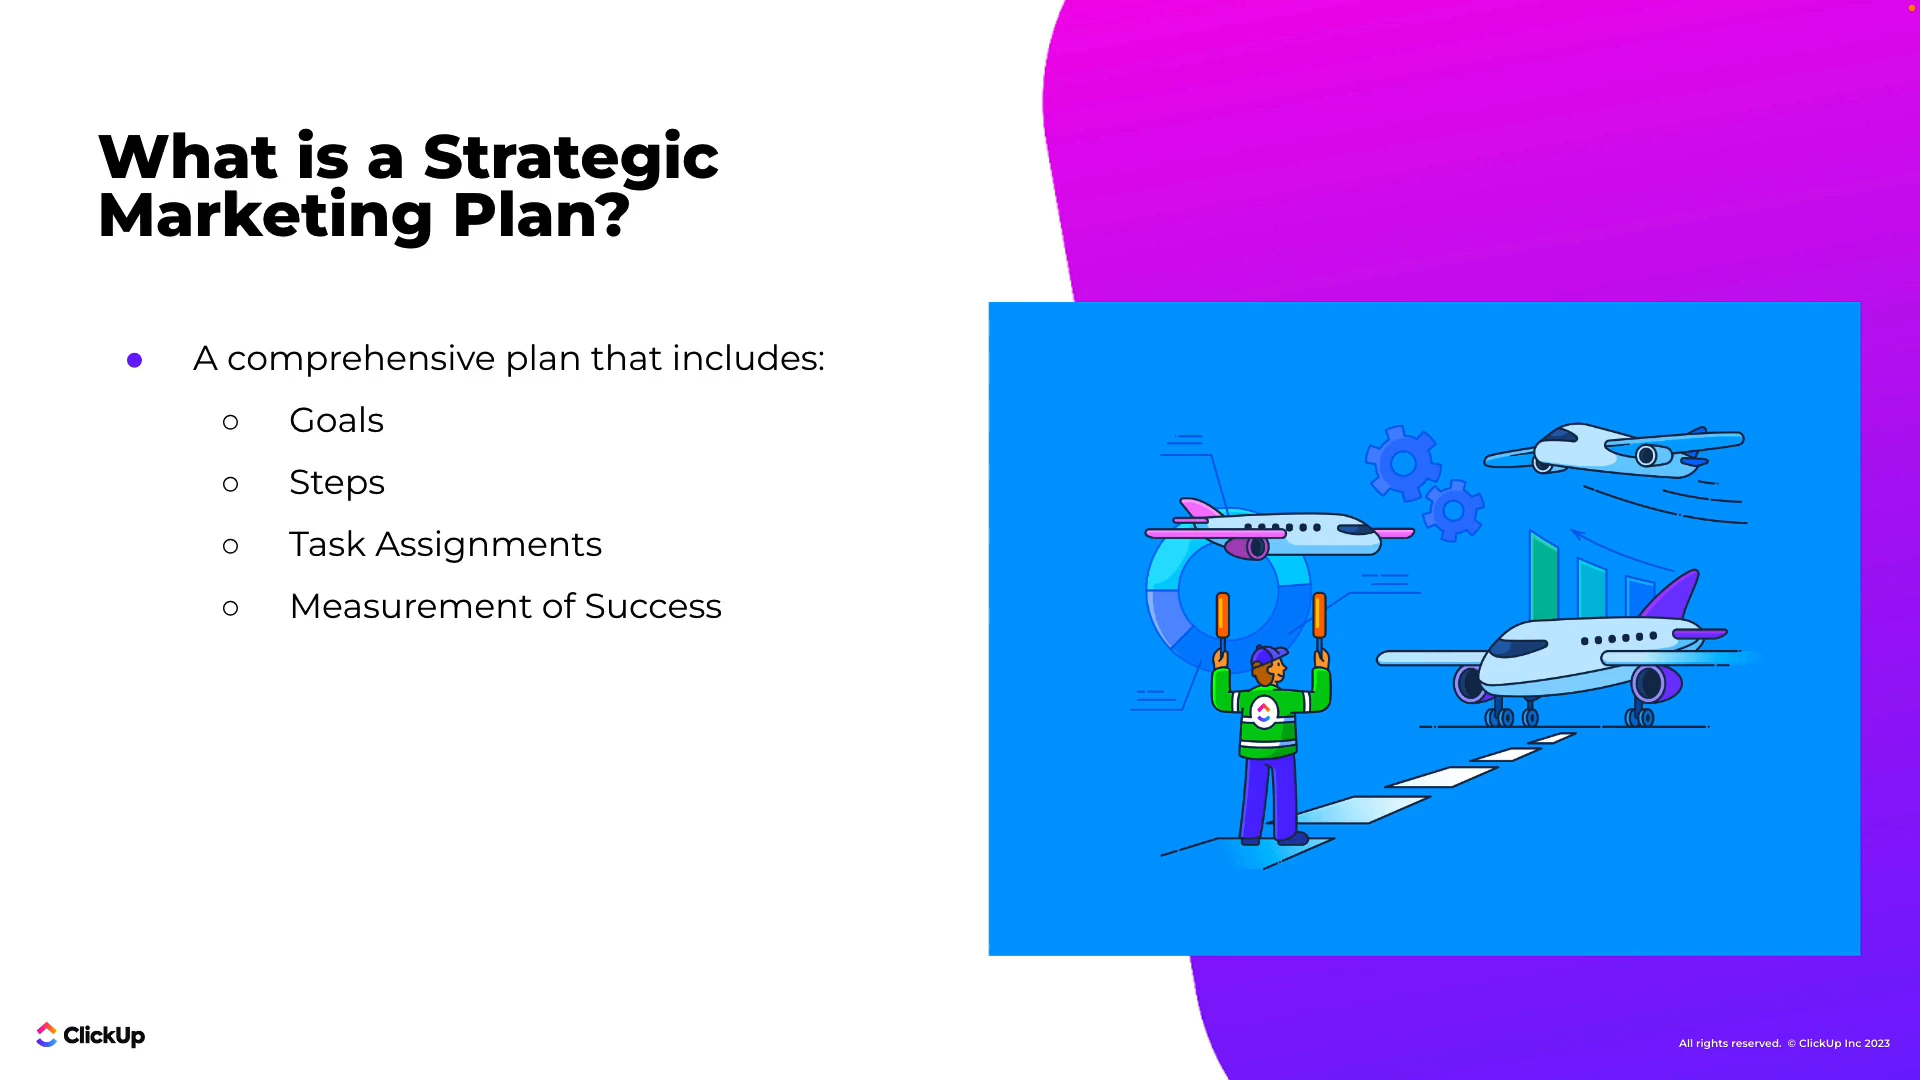 What is a Strategic
Marketing Plan?
● A comprehensive plan that includes:
○ Goals
○ Steps
○ Task Assignments
○ Measurement of Success
ClickUp
All rights reserved. © ClickUp Inc 2023